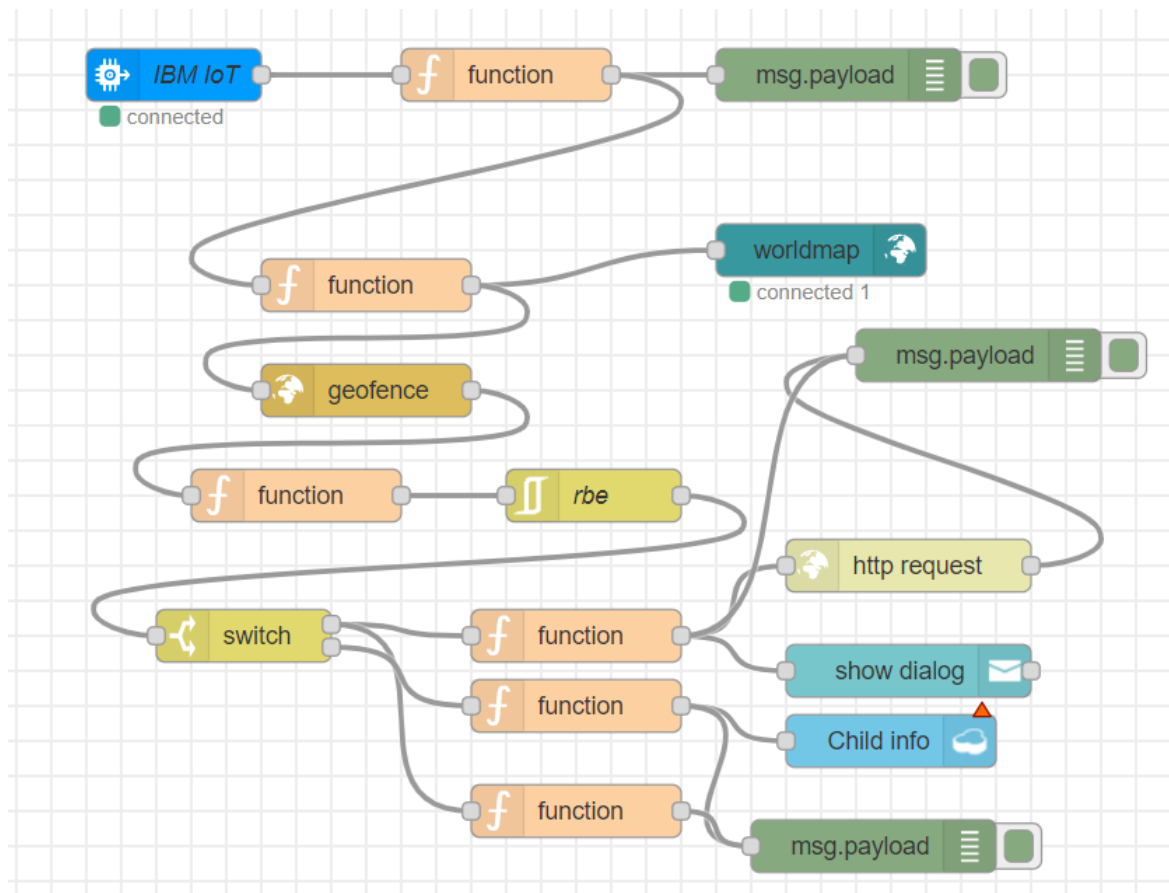 IBM IoT
function
msg.payload
connected
worldmap
function
connected 1
msg.payload
geofence
function
rbe
http request
switch
function
show dialog
function
Child info
function
msg.payload